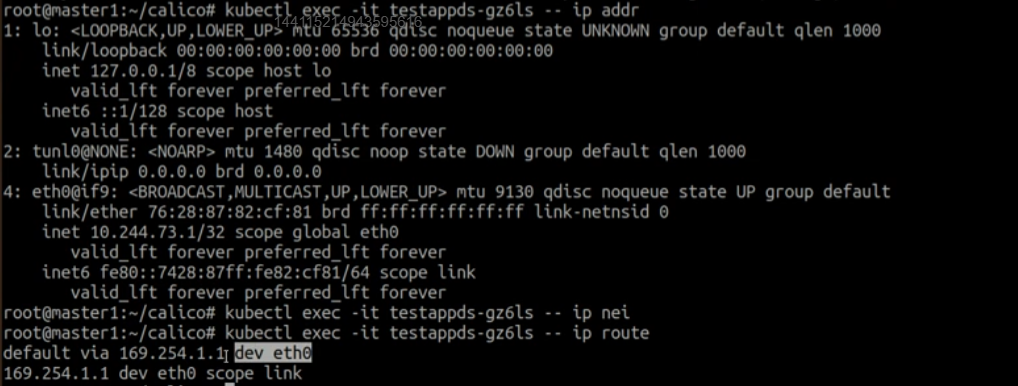 root@master1:~/calico# kubectl exec -it testappds-gz6ls -- ip addr
144115214943595616
1: lo: <LOOPBACK,UP,LOWER_UP> mtu 65536 qdisc noqueue state UNKNOWN group default qlen 1000
    link/loopback 00:00:00:00:00:00 brd 00:00:00:00:00:00
    inet 127.0.0.1/8 scope host lo
       valid_lft forever preferred_lft forever
    inet6 ::1/128 scope host
       valid_lft forever preferred_lft forever
2: tunl0@NONE: <NOARP> mtu 1480 qdisc noop state DOWN group default qlen 1000
    link/ipip 0.0.0.0 brd 0.0.0.0
4: eth0@if9: <BROADCAST,MULTICAST,UP,LOWER_UP> mtu 9130 qdisc noqueue state UP group default
    link/ether 76:28:87:82:cf:81 brd ff:ff:ff:ff:ff:ff link-netnsid 0
    inet 10.244.73.1/32 scope global eth0
       valid_lft forever preferred_lft forever
    inet6 fe80::7428:87ff:fe82:cf81/64 scope link
       valid_lft forever preferred_lft forever
root@master1:~/calico# kubectl exec -it testappds-gz6ls -- ip nei
root@master1:~/calico# kubectl exec -it testappds-gz6ls -- ip route
default via 169.254.1.1 dev eth0
169.254.1.1 dev eth0 scope link